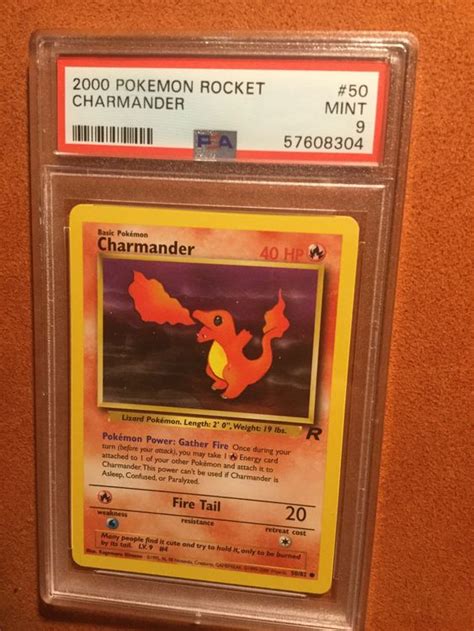 2000 POKEMON ROCKET #50
CHARMANDER MINT
9
PSA 57608304
Basic Pokémon
Charmander 40 HP
Lizard Pokémon. Length: 2' 0", Weight: 19 lbs.
R
Pokémon Power: Gather Fire Once during your
turn (before your attack), you may take 1 Energy card
attached to 1 of your other Pokémon and attach it to
Charmander. This power can't be used if Charmander is
Asleep, Confused, or Paralyzed.
Fire Tail 20
weakness resistance retreat cost
Many people find it cute and try to hold it, only to be burned
by its tail. LV. 9 #4
Illus. 50/82